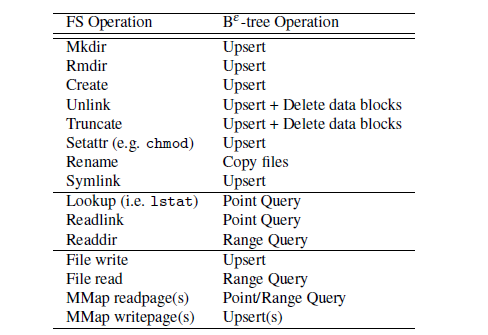 FS Operation Bε-tree Operation
Mkdir Upsert
Rmdir Upsert
Create Upsert
Unlink Upsert + Delete data blocks
Truncate Upsert + Delete data blocks
Setattr (e.g. chmod) Upsert
Rename Copy files
Symlink Upsert
Lookup (i.e. lstat) Point Query
Readlink Point Query
Readdir Range Query
File write Upsert
File read Range Query
MMap readpage(s) Point/Range Query
MMap writepage(s) Upsert(s)